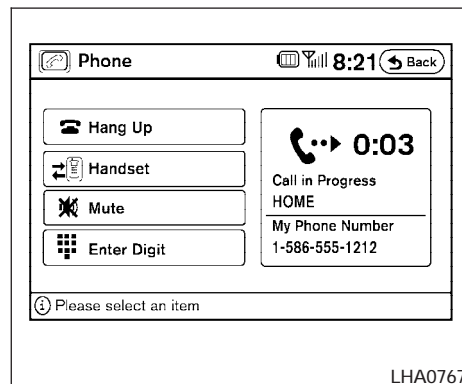 Phone 8:21 Back
Hang Up
Handset
Mute
Enter Digit
0:03
Call in Progress
HOME
My Phone Number
1-586-555-1212
Please select an item
LHA0767